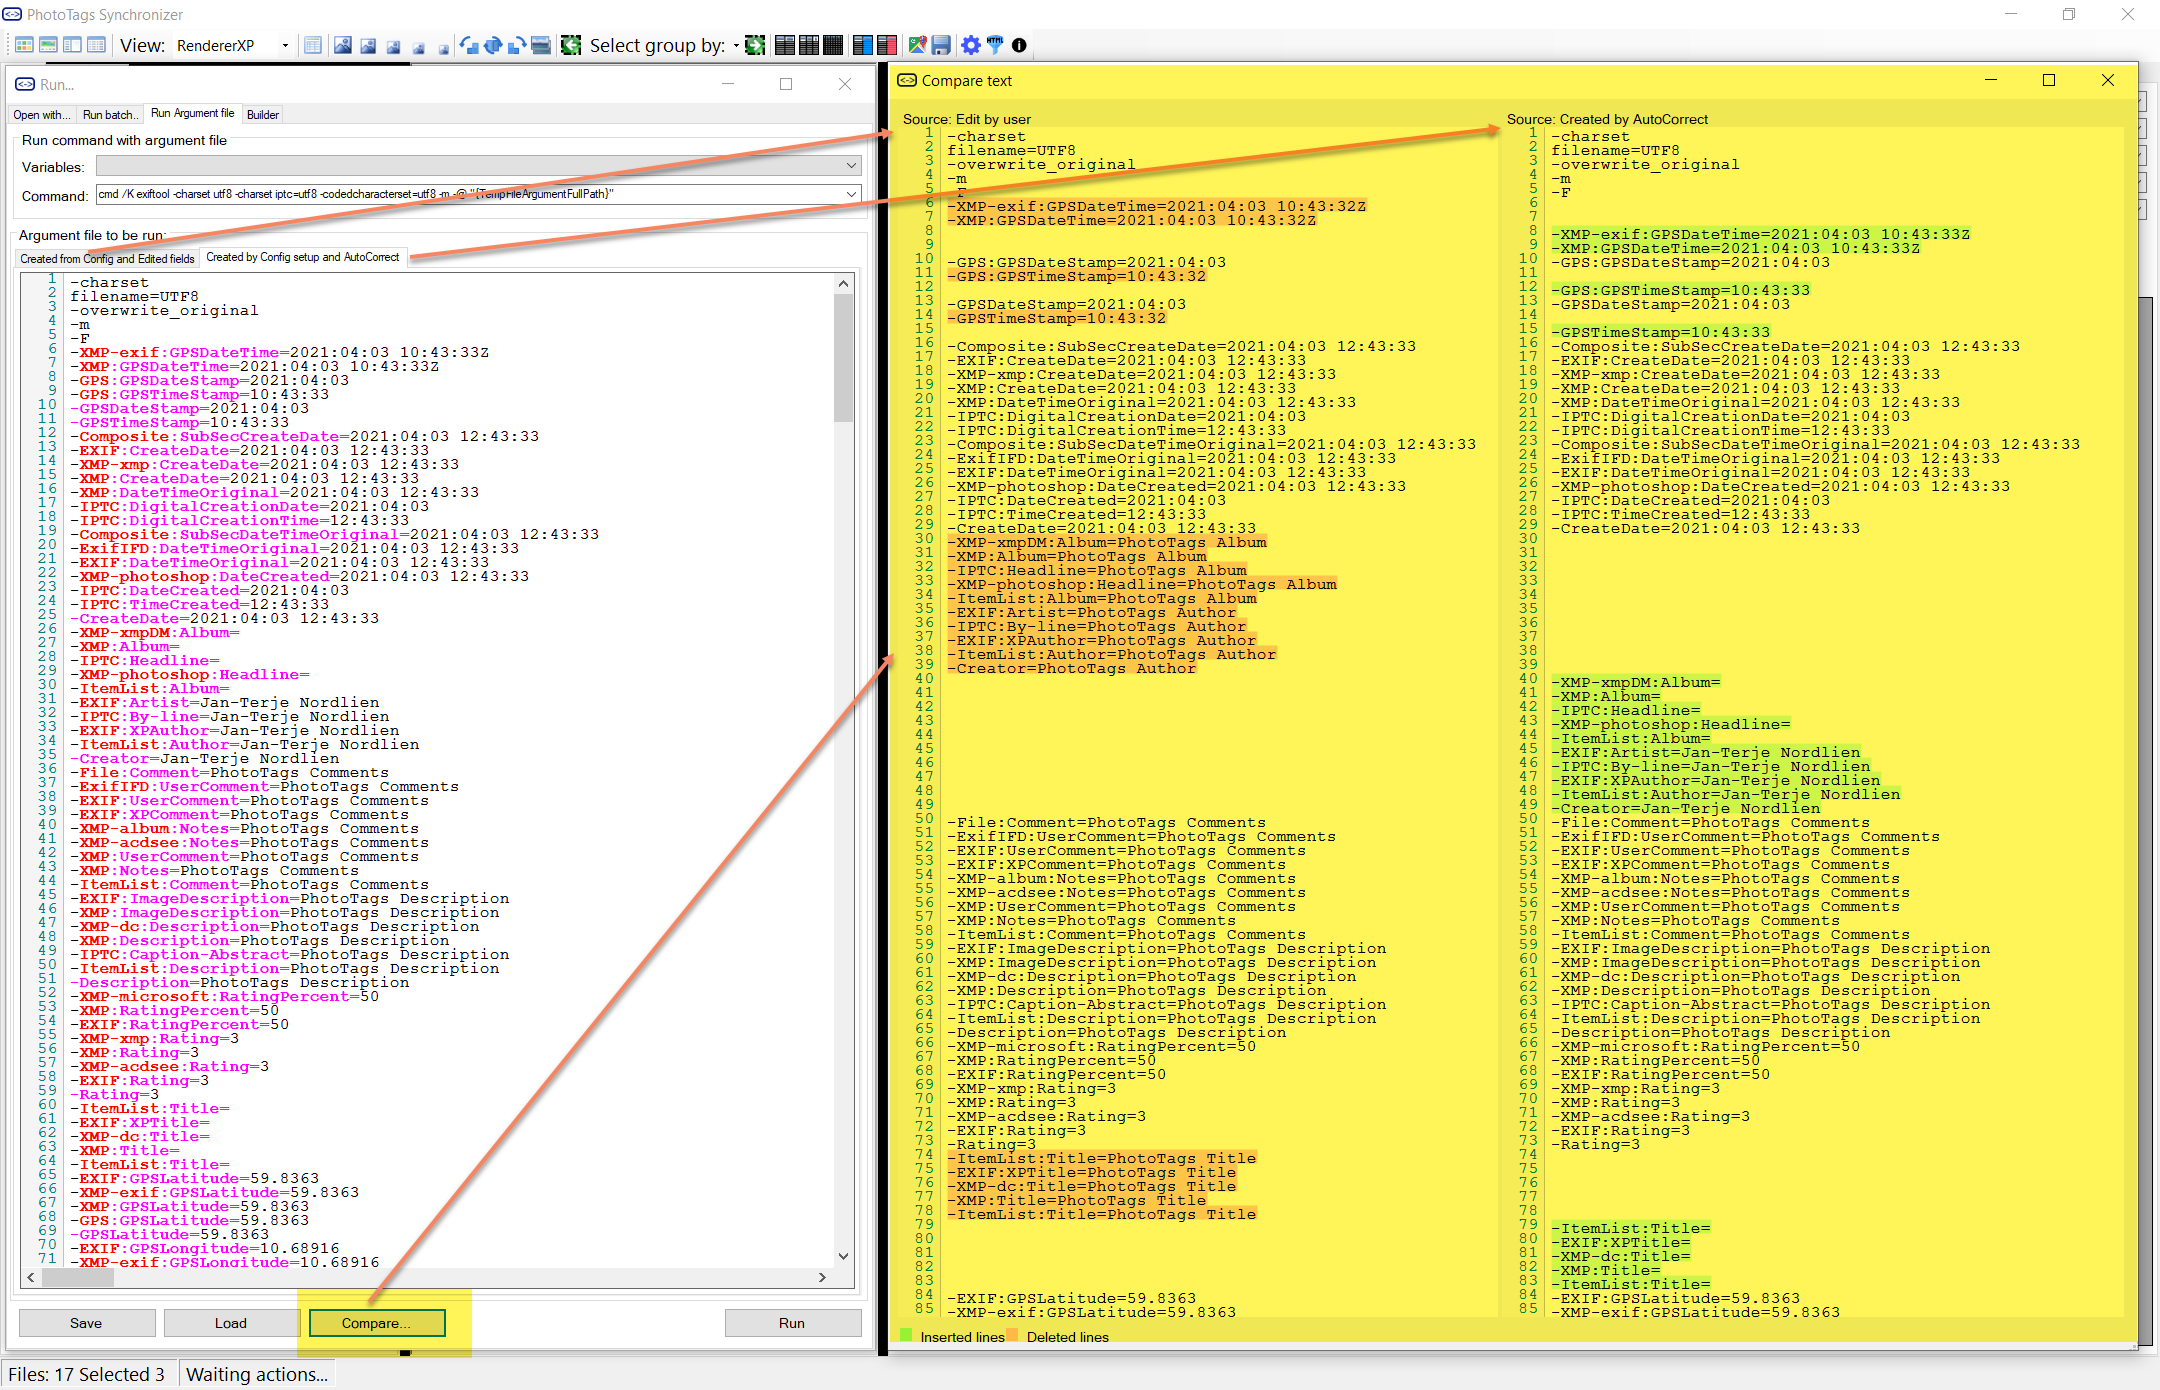 PhotoTags Synchronizer
View: RendererXP Select group by:
Run...
Open with... Run batch.. Run Argument file Builder
Run command with argument file
Variables:
Command: cmd /K exiftool -charset utf8 -charset iptc=utf8 -codedcharacterset=utf8 -m -@ "{TempFileArgumentFullPath}"
Argument file to be run:
Created from Config and Edited fields Created by Config setup and AutoCorrect
1 -charset
2 filename=UTF8
3 -overwrite_original
4 -m
5 -F
6 -XMP-exif:GPSDateTime=2021:04:03 10:43:33Z
7 -XMP:GPSDateTime=2021:04:03 10:43:33Z
8 -GPS:GPSDateStamp=2021:04:03
9 -GPS:GPSTimeStamp=10:43:33
10 -GPSDateStamp=2021:04:03
11 -GPSTimeStamp=10:43:33
12 -Composite:SubSecCreateDate=2021:04:03 12:43:33
13 -EXIF:CreateDate=2021:04:03 12:43:33
14 -XMP-xmp:CreateDate=2021:04:03 12:43:33
15 -XMP:CreateDate=2021:04:03 12:43:33
16 -XMP:DateTimeOriginal=2021:04:03 12:43:33
17 -IPTC:DigitalCreationDate=2021:04:03
18 -IPTC:DigitalCreationTime=12:43:33
19 -Composite:SubSecDateTimeOriginal=2021:04:03 12:43:33
20 -ExifIFD:DateTimeOriginal=2021:04:03 12:43:33
21 -EXIF:DateTimeOriginal=2021:04:03 12:43:33
22 -XMP-photoshop:DateCreated=2021:04:03 12:43:33
23 -IPTC:DateCreated=2021:04:03
24 -IPTC:TimeCreated=12:43:33
25 -CreateDate=2021:04:03 12:43:33
26 -XMP-xmpDM:Album=
27 -XMP:Album=
28 -IPTC:Headline=
29 -XMP-photoshop:Headline=
30 -ItemList:Album=
31 -EXIF:Artist=Jan-Terje Nordlien
32 -IPTC:By-line=Jan-Terje Nordlien
33 -EXIF:XPAuthor=Jan-Terje Nordlien
34 -ItemList:Author=Jan-Terje Nordlien
35 -Creator=Jan-Terje Nordlien
36 -File:Comment=PhotoTags Comments
37 -ExifIFD:UserComment=PhotoTags Comments
38 -EXIF:UserComment=PhotoTags Comments
39 -EXIF:XPComment=PhotoTags Comments
40 -XMP-album:Notes=PhotoTags Comments
41 -XMP-acdsee:Notes=PhotoTags Comments
42 -XMP:UserComment=PhotoTags Comments
43 -XMP:Notes=PhotoTags Comments
44 -ItemList:Comment=PhotoTags Comments
45 -EXIF:ImageDescription=PhotoTags Description
46 -XMP:ImageDescription=PhotoTags Description
47 -XMP-dc:Description=PhotoTags Description
48 -XMP:Description=PhotoTags Description
49 -IPTC:Caption-Abstract=PhotoTags Description
50 -ItemList:Description=PhotoTags Description
51 -Description=PhotoTags Description
52 -XMP-microsoft:RatingPercent=50
53 -XMP:RatingPercent=50
54 -EXIF:RatingPercent=50
55 -XMP-xmp:Rating=3
56 -XMP:Rating=3
57 -XMP-acdsee:Rating=3
58 -EXIF:Rating=3
59 -Rating=3
60 -ItemList:Title=
61 -EXIF:XPTitle=
62 -XMP-dc:Title=
63 -XMP:Title=
64 -ItemList:Title=
65 -EXIF:GPSLatitude=59.8363
66 -XMP-exif:GPSLatitude=59.8363
67 -XMP:GPSLatitude=59.8363
68 -GPS:GPSLatitude=59.8363
69 -GPSLatitude=59.8363
70 -EXIF:GPSLongitude=10.68916
71 -XMP-exif:GPSLongitude=10.68916
Save Load Compare... Run
Compare text
Source: Edit by user
1 -charset
2 filename=UTF8
3 -overwrite_original
4 -m
5 -F
6 -XMP-exif:GPSDateTime=2021:04:03 10:43:32Z
7 -XMP:GPSDateTime=2021:04:03 10:43:32Z
8
9
10 -GPS:GPSDateStamp=2021:04:03
11 -GPS:GPSTimeStamp=10:43:32
12
13 -GPSDateStamp=2021:04:03
14 -GPSTimeStamp=10:43:32
15
16 -Composite:SubSecCreateDate=2021:04:03 12:43:33
17 -EXIF:CreateDate=2021:04:03 12:43:33
18 -XMP-xmp:CreateDate=2021:04:03 12:43:33
19 -XMP:CreateDate=2021:04:03 12:43:33
20 -XMP:DateTimeOriginal=2021:04:03 12:43:33
21 -IPTC:DigitalCreationDate=2021:04:03
22 -IPTC:DigitalCreationTime=12:43:33
23 -Composite:SubSecDateTimeOriginal=2021:04:03 12:43:33
24 -ExifIFD:DateTimeOriginal=2021:04:03 12:43:33
25 -EXIF:DateTimeOriginal=2021:04:03 12:43:33
26 -XMP-photoshop:DateCreated=2021:04:03 12:43:33
27 -IPTC:DateCreated=2021:04:03
28 -IPTC:TimeCreated=12:43:33
29 -CreateDate=2021:04:03 12:43:33
30 -XMP-xmpDM:Album=PhotoTags Album
31 -XMP:Album=PhotoTags Album
32 -IPTC:Headline=PhotoTags Album
33 -XMP-photoshop:Headline=PhotoTags Album
34 -ItemList:Album=PhotoTags Album
35 -EXIF:Artist=PhotoTags Author
36 -IPTC:By-line=PhotoTags Author
37 -EXIF:XPAuthor=PhotoTags Author
38 -ItemList:Author=PhotoTags Author
39 -Creator=PhotoTags Author
40
41
42
43
44
45
46
47
48
49
50 -File:Comment=PhotoTags Comments
51 -ExifIFD:UserComment=PhotoTags Comments
52 -EXIF:UserComment=PhotoTags Comments
53 -EXIF:XPComment=PhotoTags Comments
54 -XMP-album:Notes=PhotoTags Comments
55 -XMP-acdsee:Notes=PhotoTags Comments
56 -XMP:UserComment=PhotoTags Comments
57 -XMP:Notes=PhotoTags Comments
58 -ItemList:Comment=PhotoTags Comments
59 -EXIF:ImageDescription=PhotoTags Description
60 -XMP:ImageDescription=PhotoTags Description
61 -XMP-dc:Description=PhotoTags Description
62 -XMP:Description=PhotoTags Description
63 -IPTC:Caption-Abstract=PhotoTags Description
64 -ItemList:Description=PhotoTags Description
65 -Description=PhotoTags Description
66 -XMP-microsoft:RatingPercent=50
67 -XMP:RatingPercent=50
68 -EXIF:RatingPercent=50
69 -XMP-xmp:Rating=3
70 -XMP:Rating=3
71 -XMP-acdsee:Rating=3
72 -EXIF:Rating=3
73 -Rating=3
74 -ItemList:Title=PhotoTags Title
75 -EXIF:XPTitle=PhotoTags Title
76 -XMP-dc:Title=PhotoTags Title
77 -XMP:Title=PhotoTags Title
78 -ItemList:Title=PhotoTags Title
79
80
81
82
83
84 -EXIF:GPSLatitude=59.8363
85 -XMP-exif:GPSLatitude=59.8363
Source: Created by AutoCorrect
1 -charset
2 filename=UTF8
3 -overwrite_original
4 -m
5 -F
6
7
8 -XMP-exif:GPSDateTime=2021:04:03 10:43:33Z
9 -XMP:GPSDateTime=2021:04:03 10:43:33Z
10 -GPS:GPSDateStamp=2021:04:03
11
12 -GPS:GPSTimeStamp=10:43:33
13 -GPSDateStamp=2021:04:03
14
15 -GPSTimeStamp=10:43:33
16 -Composite:SubSecCreateDate=2021:04:03 12:43:33
17 -EXIF:CreateDate=2021:04:03 12:43:33
18 -XMP-xmp:CreateDate=2021:04:03 12:43:33
19 -XMP:CreateDate=2021:04:03 12:43:33
20 -XMP:DateTimeOriginal=2021:04:03 12:43:33
21 -IPTC:DigitalCreationDate=2021:04:03
22 -IPTC:DigitalCreationTime=12:43:33
23 -Composite:SubSecDateTimeOriginal=2021:04:03 12:43:33
24 -ExifIFD:DateTimeOriginal=2021:04:03 12:43:33
25 -EXIF:DateTimeOriginal=2021:04:03 12:43:33
26 -XMP-photoshop:DateCreated=2021:04:03 12:43:33
27 -IPTC:DateCreated=2021:04:03
28 -IPTC:TimeCreated=12:43:33
29 -CreateDate=2021:04:03 12:43:33
30
31
32
33
34
35
36
37
38
39
40 -XMP-xmpDM:Album=
41 -XMP:Album=
42 -IPTC:Headline=
43 -XMP-photoshop:Headline=
44 -ItemList:Album=
45 -EXIF:Artist=Jan-Terje Nordlien
46 -IPTC:By-line=Jan-Terje Nordlien
47 -EXIF:XPAuthor=Jan-Terje Nordlien
48 -ItemList:Author=Jan-Terje Nordlien
49 -Creator=Jan-Terje Nordlien
50 -File:Comment=PhotoTags Comments
51 -ExifIFD:UserComment=PhotoTags Comments
52 -EXIF:UserComment=PhotoTags Comments
53 -EXIF:XPComment=PhotoTags Comments
54 -XMP-album:Notes=PhotoTags Comments
55 -XMP-acdsee:Notes=PhotoTags Comments
56 -XMP:UserComment=PhotoTags Comments
57 -XMP:Notes=PhotoTags Comments
58 -ItemList:Comment=PhotoTags Comments
59 -EXIF:ImageDescription=PhotoTags Description
60 -XMP:ImageDescription=PhotoTags Description
61 -XMP-dc:Description=PhotoTags Description
62 -XMP:Description=PhotoTags Description
63 -IPTC:Caption-Abstract=PhotoTags Description
64 -ItemList:Description=PhotoTags Description
65 -Description=PhotoTags Description
66 -XMP-microsoft:RatingPercent=50
67 -XMP:RatingPercent=50
68 -EXIF:RatingPercent=50
69 -XMP-xmp:Rating=3
70 -XMP:Rating=3
71 -XMP-acdsee:Rating=3
72 -EXIF:Rating=3
73 -Rating=3
74
75
76
77
78
79 -ItemList:Title=
80 -EXIF:XPTitle=
81 -XMP-dc:Title=
82 -XMP:Title=
83 -ItemList:Title=
84 -EXIF:GPSLatitude=59.8363
85 -XMP-exif:GPSLatitude=59.8363
Inserted lines Deleted lines
Files: 17 Selected 3 Waiting actions...